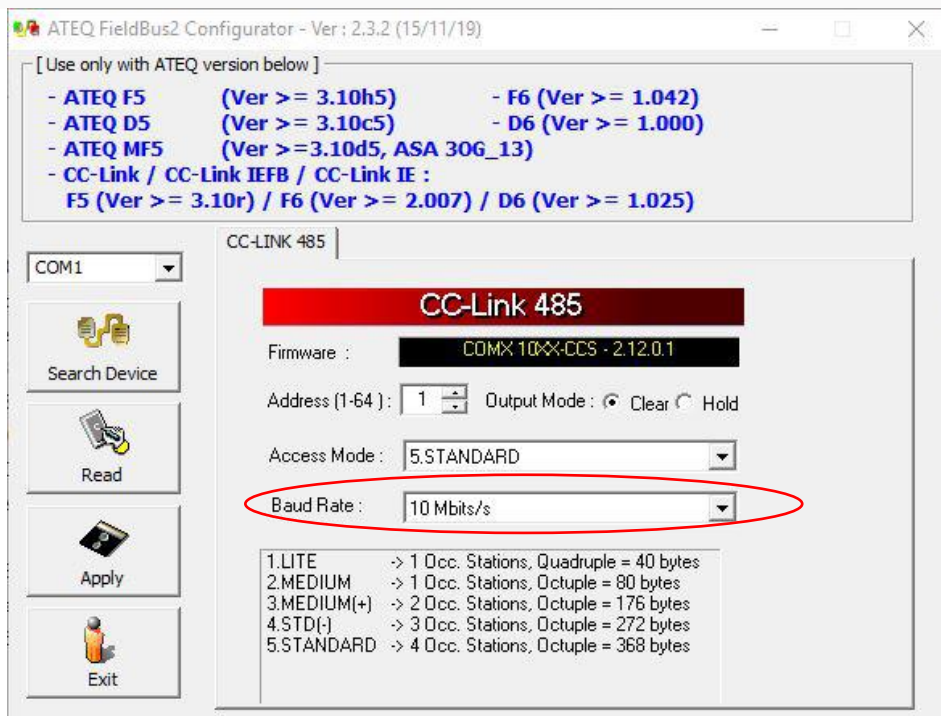 ATEQ FieldBus2 Configurator - Ver : 2.3.2 (15/11/19)
[ Use only with ATEQ version below ]
- ATEQ F5 (Ver >= 3.10h5) - F6 (Ver >= 1.042)
- ATEQ D5 (Ver >= 3.10c5) - D6 (Ver >= 1.000)
- ATEQ MF5 (Ver >=3.10d5, ASA 30G_13)
- CC-Link / CC-Link IEFB / CC-Link IE :
F5 (Ver >= 3.10r) / F6 (Ver >= 2.007) / D6 (Ver >= 1.025)
COM1
Search Device
Read
Apply
Exit
CC-LINK 485
CC-Link 485
Firmware : COMX 10XX-CCS - 2.12.0.1
Address (1-64 ) : 1 Output Mode : Clear Hold
Access Mode : 5.STANDARD
Baud Rate : 10 Mbits/s
1.LITE -> 1 Occ. Stations, Quadruple = 40 bytes
2.MEDIUM -> 1 Occ. Stations, Octuple = 80 bytes
3.MEDIUM(+) -> 2 Occ. Stations, Octuple = 176 bytes
4.STD(-) -> 3 Occ. Stations, Octuple = 272 bytes
5.STANDARD -> 4 Occ. Stations, Octuple = 368 bytes